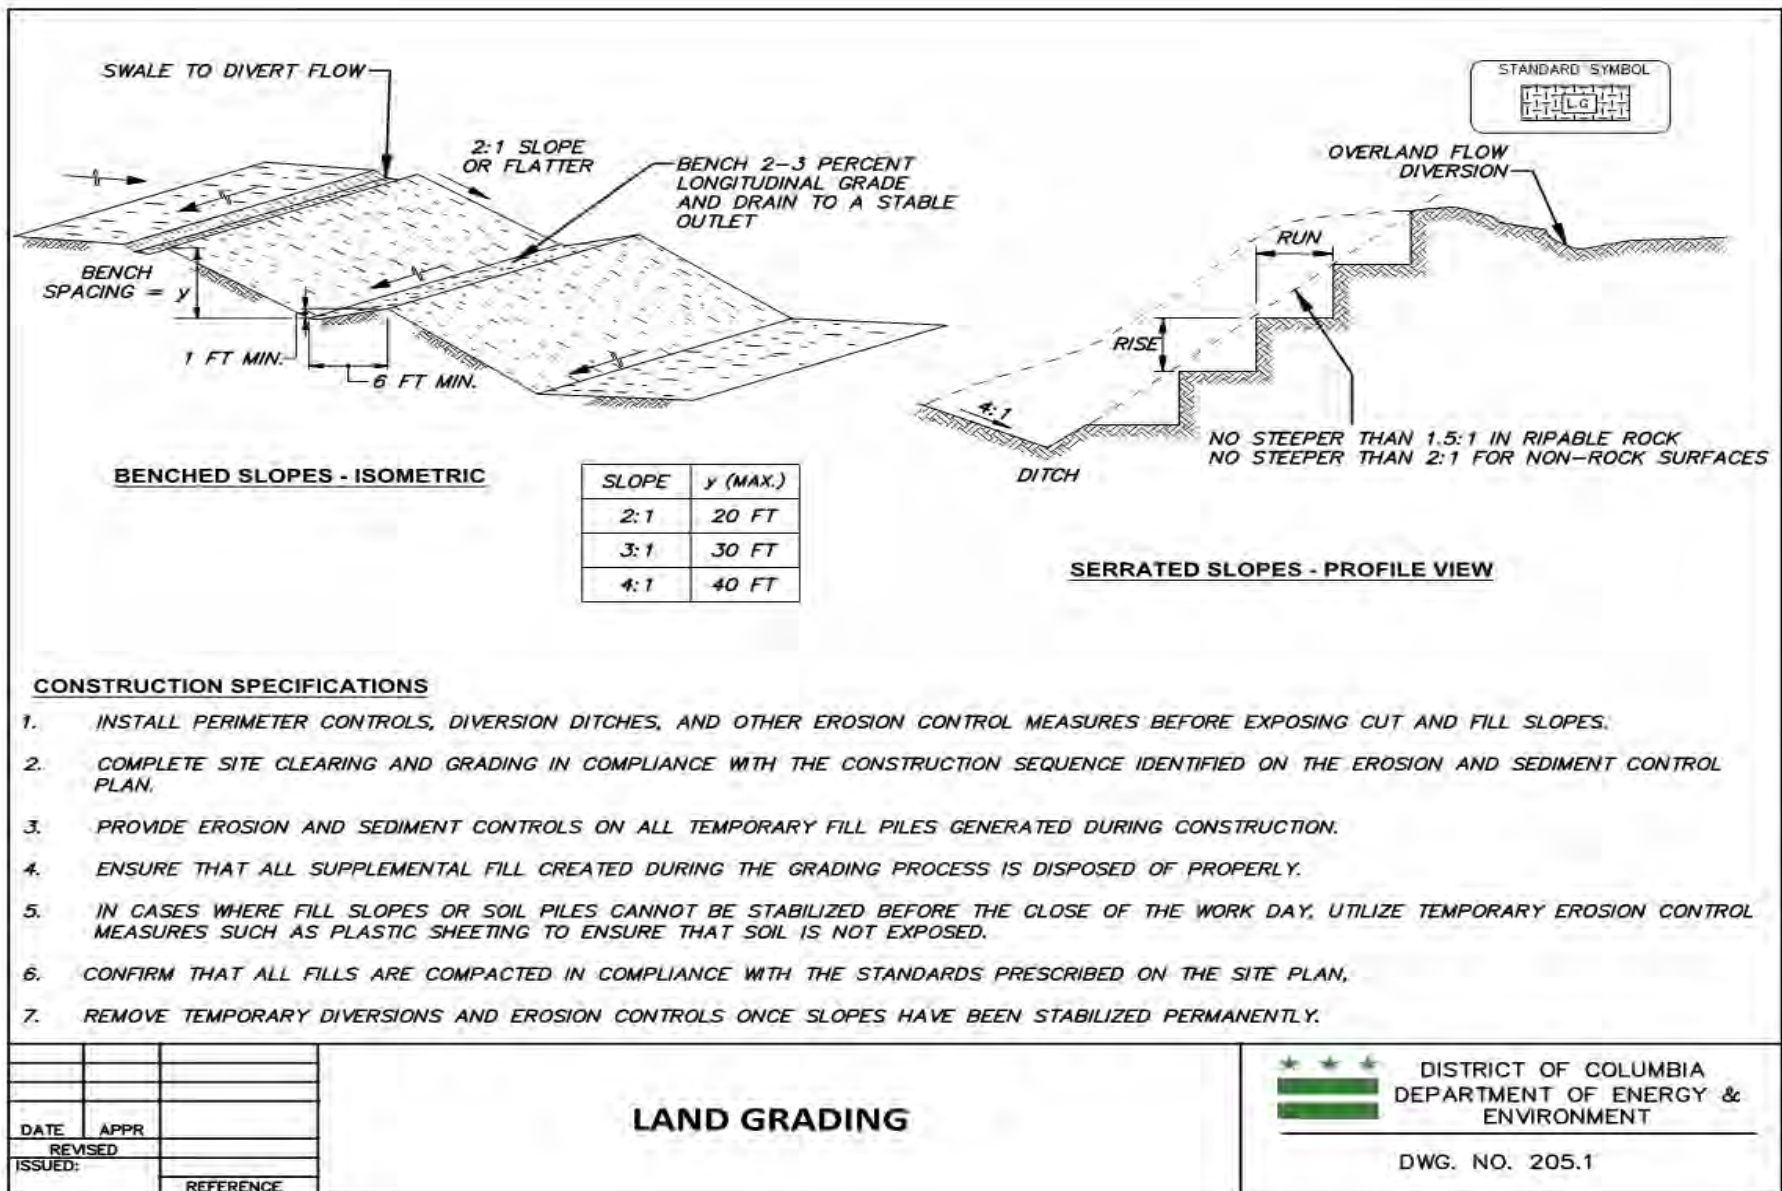 SWALE TO DIVERT FLOW
2:1 SLOPE
OR FLATTER
BENCH 2-3 PERCENT
LONGITUDINAL GRADE
AND DRAIN TO A STABLE
OUTLET
BENCH
SPACING = y
1 FT MIN.
6 FT MIN.
BENCHED SLOPES - ISOMETRIC
SLOPE y (MAX.)
2:1 20 FT
3:1 30 FT
4:1 40 FT
STANDARD SYMBOL
LG
OVERLAND FLOW
DIVERSION
RUN
RISE
4:1
DITCH
NO STEEPER THAN 1.5:1 IN RIPABLE ROCK
NO STEEPER THAN 2:1 FOR NON-ROCK SURFACES
SERRATED SLOPES - PROFILE VIEW
CONSTRUCTION SPECIFICATIONS
1. INSTALL PERIMETER CONTROLS, DIVERSION DITCHES, AND OTHER EROSION CONTROL MEASURES BEFORE EXPOSING CUT AND FILL SLOPES.
2. COMPLETE SITE CLEARING AND GRADING IN COMPLIANCE WITH THE CONSTRUCTION SEQUENCE IDENTIFIED ON THE EROSION AND SEDIMENT CONTROL
PLAN.
3. PROVIDE EROSION AND SEDIMENT CONTROLS ON ALL TEMPORARY FILL PILES GENERATED DURING CONSTRUCTION.
4. ENSURE THAT ALL SUPPLEMENTAL FILL CREATED DURING THE GRADING PROCESS IS DISPOSED OF PROPERLY.
5. IN CASES WHERE FILL SLOPES OR SOIL PILES CANNOT BE STABILIZED BEFORE THE CLOSE OF THE WORK DAY, UTILIZE TEMPORARY EROSION CONTROL
MEASURES SUCH AS PLASTIC SHEETING TO ENSURE THAT SOIL IS NOT EXPOSED.
6. CONFIRM THAT ALL FILLS ARE COMPACTED IN COMPLIANCE WITH THE STANDARDS PRESCRIBED ON THE SITE PLAN.
7. REMOVE TEMPORARY DIVERSIONS AND EROSION CONTROLS ONCE SLOPES HAVE BEEN STABILIZED PERMANENTLY.
DATE APPR
REVISED
ISSUED:
REFERENCE
LAND GRADING
DISTRICT OF COLUMBIA
DEPARTMENT OF ENERGY &
ENVIRONMENT
DWG. NO. 205.1